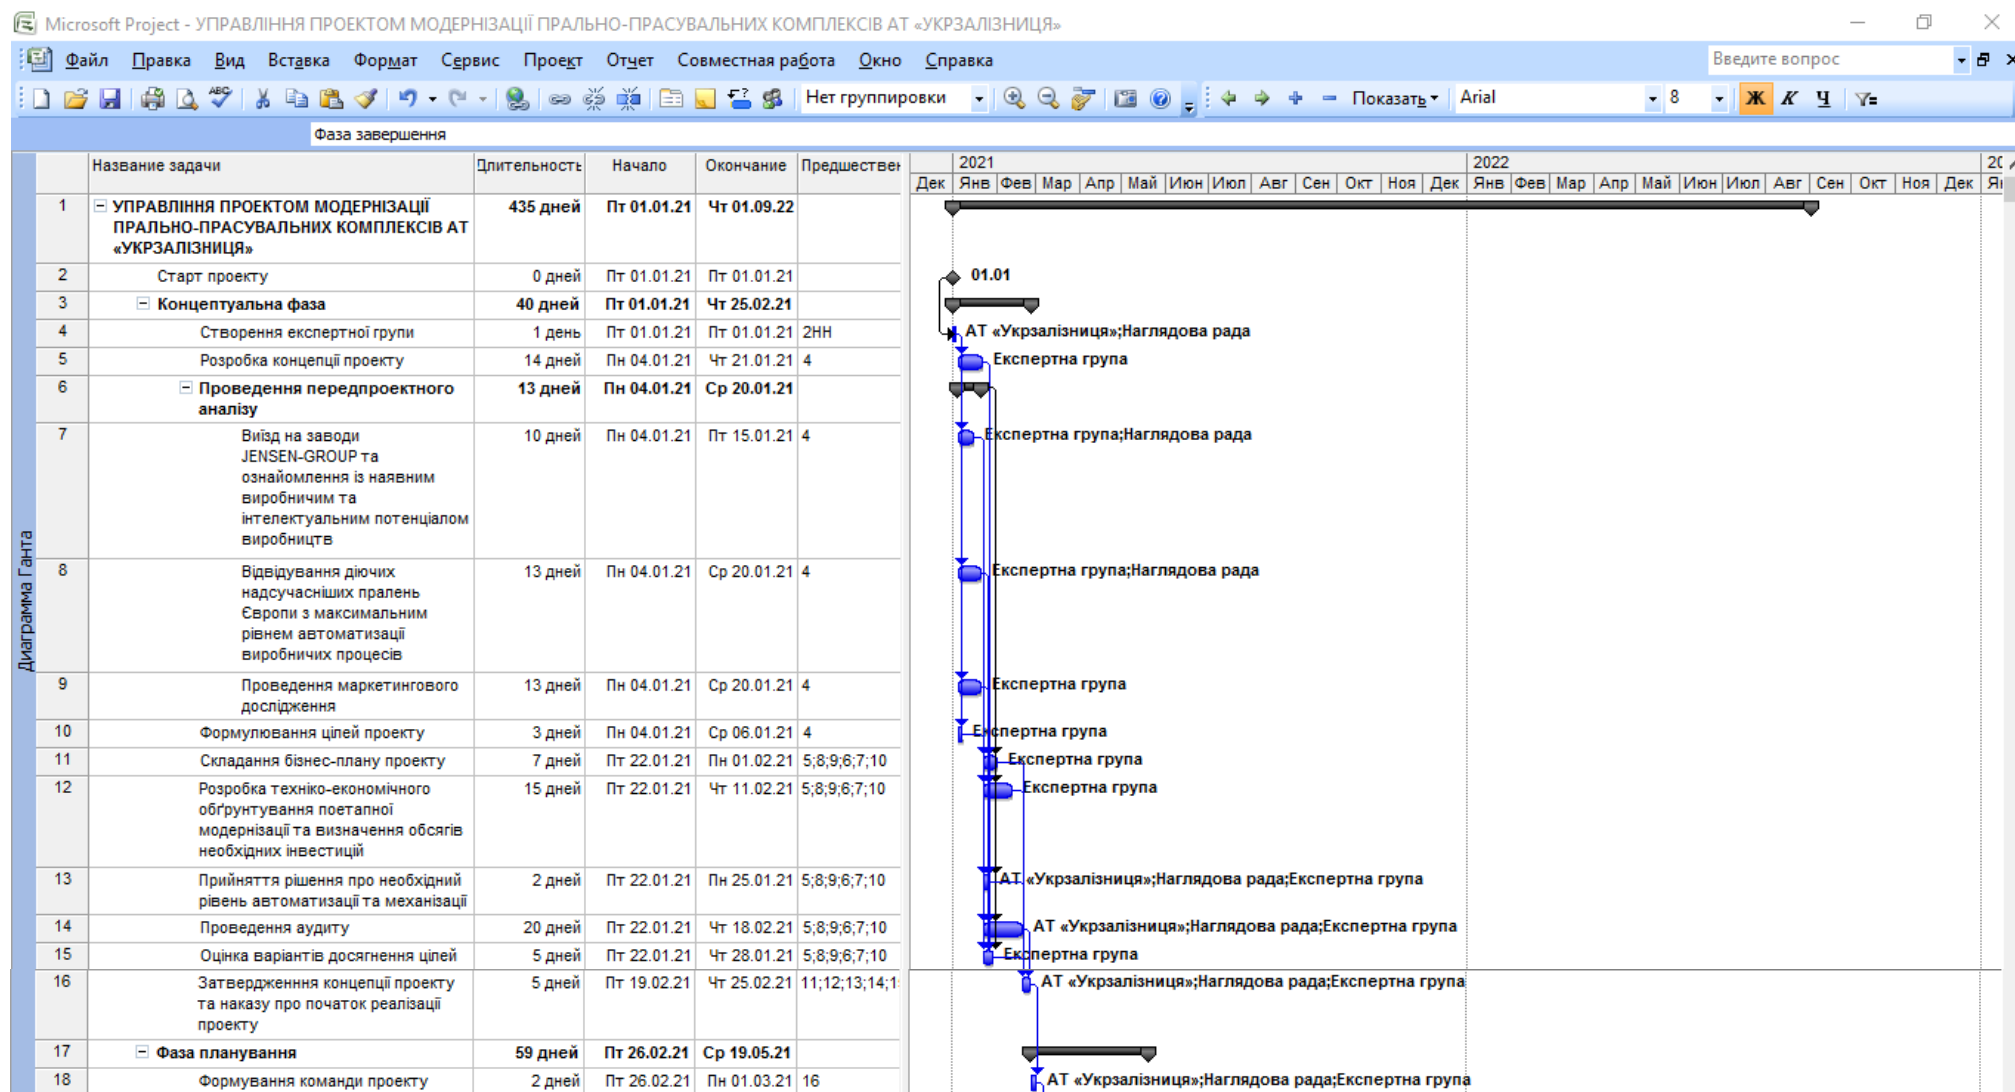 Microsoft Project - УПРАВЛІННЯ ПРОЕКТОМ МОДЕРНІЗАЦІЇ ПРАЛЬНО-ПРАСУВАЛЬНИХ КОМПЛЕКСІВ АТ «УКРЗАЛІЗНИЦЯ»
Файл Правка Вид Вставка Формат Сервис Проект Отчет Совместная работа Окно Справка Введите вопрос
Нет группировки Показать Arial 8 Ж К Ч
Фаза завершення
Название задачи Длительность Начало Окончание Предшествен 2021 2022 20
Дек Янв Фев Мар Апр Май Июн Июл Авг Сен Окт Ноя Дек Янв Фев Мар Апр Май Июн Июл Авг Сен Окт Ноя Дек Я
Диаграмма Ганта
1 УПРАВЛІННЯ ПРОЕКТОМ МОДЕРНІЗАЦІЇ 435 дней Пт 01.01.21 Чт 01.09.22
ПРАЛЬНО-ПРАСУВАЛЬНИХ КОМПЛЕКСІВ АТ
«УКРЗАЛІЗНИЦЯ»
2 Старт проекту 0 дней Пт 01.01.21 Пт 01.01.21 01.01
3 Концептуальна фаза 40 дней Пт 01.01.21 Чт 25.02.21
4 Створення експертної групи 1 день Пт 01.01.21 Пт 01.01.21 2НН АТ «Укрзалізниця»;Наглядова рада
5 Розробка концепції проекту 14 дней Пн 04.01.21 Чт 21.01.21 4 Експертна група
6 Проведення передпроектного 13 дней Пн 04.01.21 Ср 20.01.21
аналізу
7 Виїзд на заводи 10 дней Пн 04.01.21 Пт 15.01.21 4 Експертна група;Наглядова рада
JENSEN-GROUP та
ознайомлення із наявним
виробничим та
інтелектуальним потенціалом
виробництв
8 Відвідування діючих 13 дней Пн 04.01.21 Ср 20.01.21 4 Експертна група;Наглядова рада
надсучасніших пралень
Європи з максимальним
рівнем автоматизації
виробничих процесів
9 Проведення маркетингового 13 дней Пн 04.01.21 Ср 20.01.21 4 Експертна група
дослідження
10 Формулювання цілей проекту 3 дней Пн 04.01.21 Ср 06.01.21 4 Експертна група
11 Складання бізнес-плану проекту 7 дней Пт 22.01.21 Пн 01.02.21 5;8;9;6;7;10 Експертна група
12 Розробка техніко-економічного 15 дней Пт 22.01.21 Чт 11.02.21 5;8;9;6;7;10 Експертна група
обґрунтування поетапної
модернізації та визначення обсягів
необхідних інвестицій
13 Прийняття рішення про необхідний 2 дней Пт 22.01.21 Пн 25.01.21 5;8;9;6;7;10 АТ «Укрзалізниця»;Наглядова рада;Експертна група
рівень автоматизації та механізації
14 Проведення аудиту 20 дней Пт 22.01.21 Чт 18.02.21 5;8;9;6;7;10 АТ «Укрзалізниця»;Наглядова рада;Експертна група
15 Оцінка варіантів досягнення цілей 5 дней Пт 22.01.21 Чт 28.01.21 5;8;9;6;7;10 Експертна група
16 Затвердженння концепції проекту 5 дней Пт 19.02.21 Чт 25.02.21 11;12;13;14;1 АТ «Укрзалізниця»;Наглядова рада;Експертна група
та наказу про початок реалізації
проекту
17 Фаза планування 59 дней Пт 26.02.21 Ср 19.05.21
18 Формування команди проекту 2 дней Пт 26.02.21 Пн 01.03.21 16 АТ «Укрзалізниця»;Наглядова рада;Експертна група